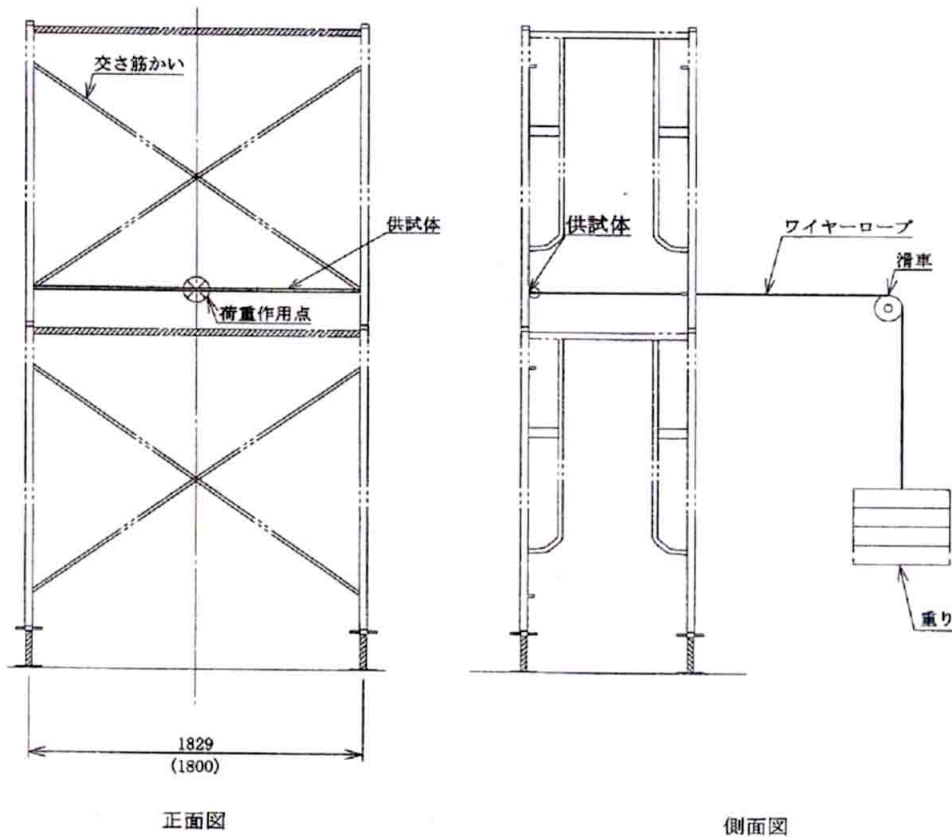 交さ筋かい
供試体
荷重作用点
1829
(1800)
正面図
供試体
ワイヤーロープ
滑車
重り
側面図